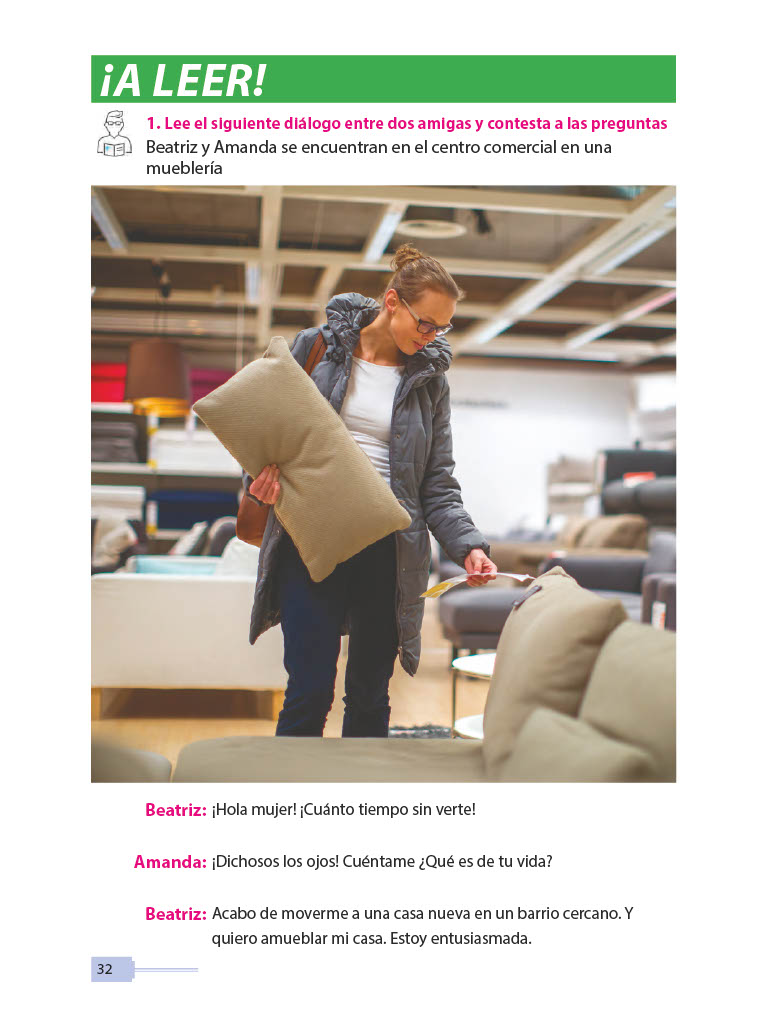 ¡A LEER!
1. Lee el siguiente diálogo entre dos amigas y contesta a las preguntas
Beatriz y Amanda se encuentran en el centro comercial en una
mueblería
Beatriz: ¡Hola mujer! ¡Cuánto tiempo sin verte!
Amanda: ¡Dichosos los ojos! Cuéntame ¿Qué es de tu vida?
Beatriz: Acabo de moverme a una casa nueva en un barrio cercano. Y
quiero amueblar mi casa. Estoy entusiasmada.
32